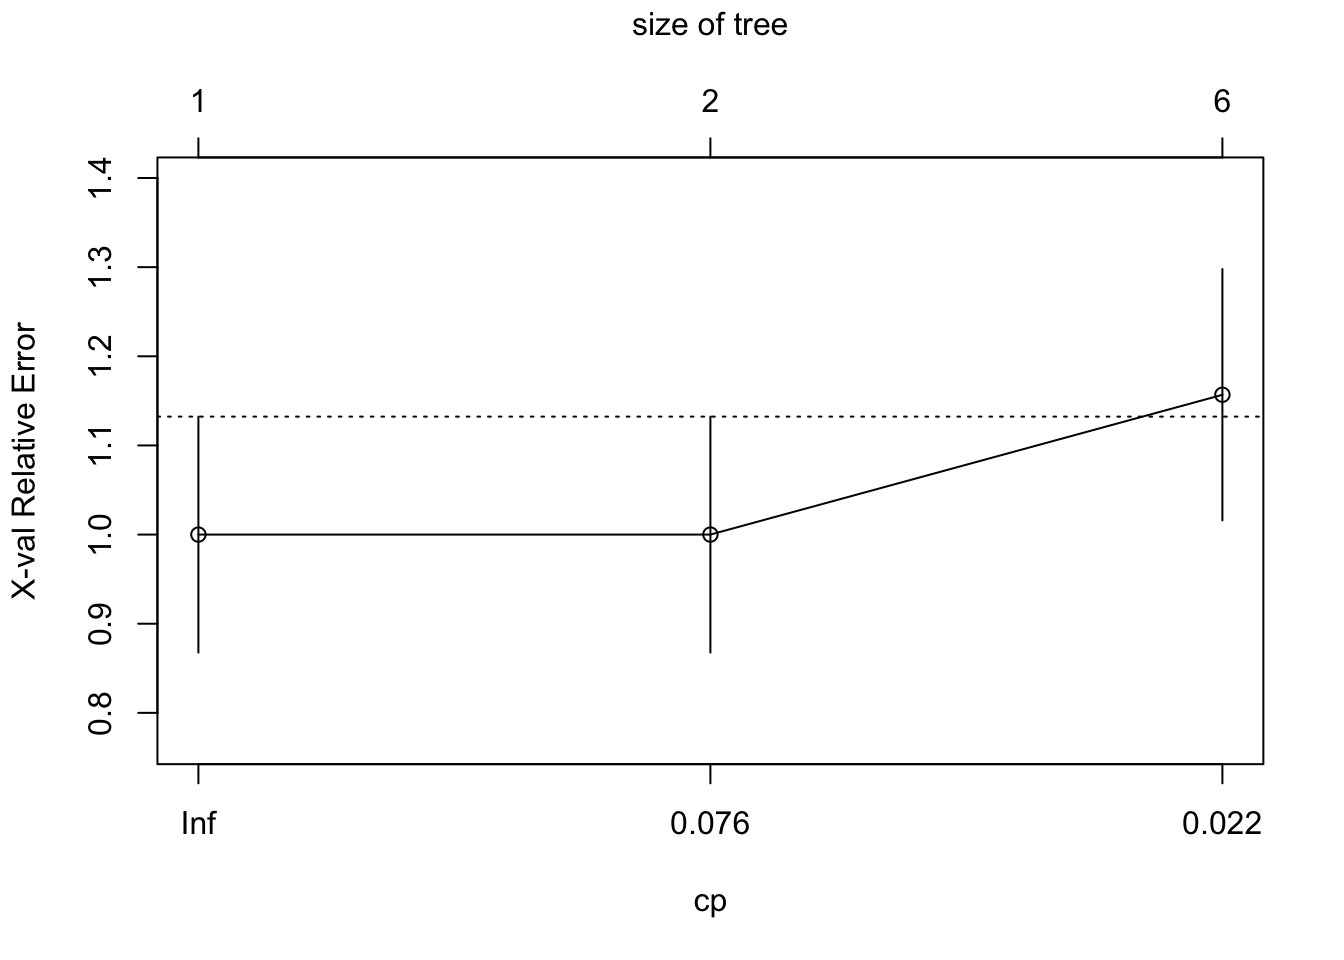 size of tree
1 2 6
1.4
1.3
1.2
1.1
1.0
0.9
0.8
X-val Relative Error
Inf 0.076 0.022
cp